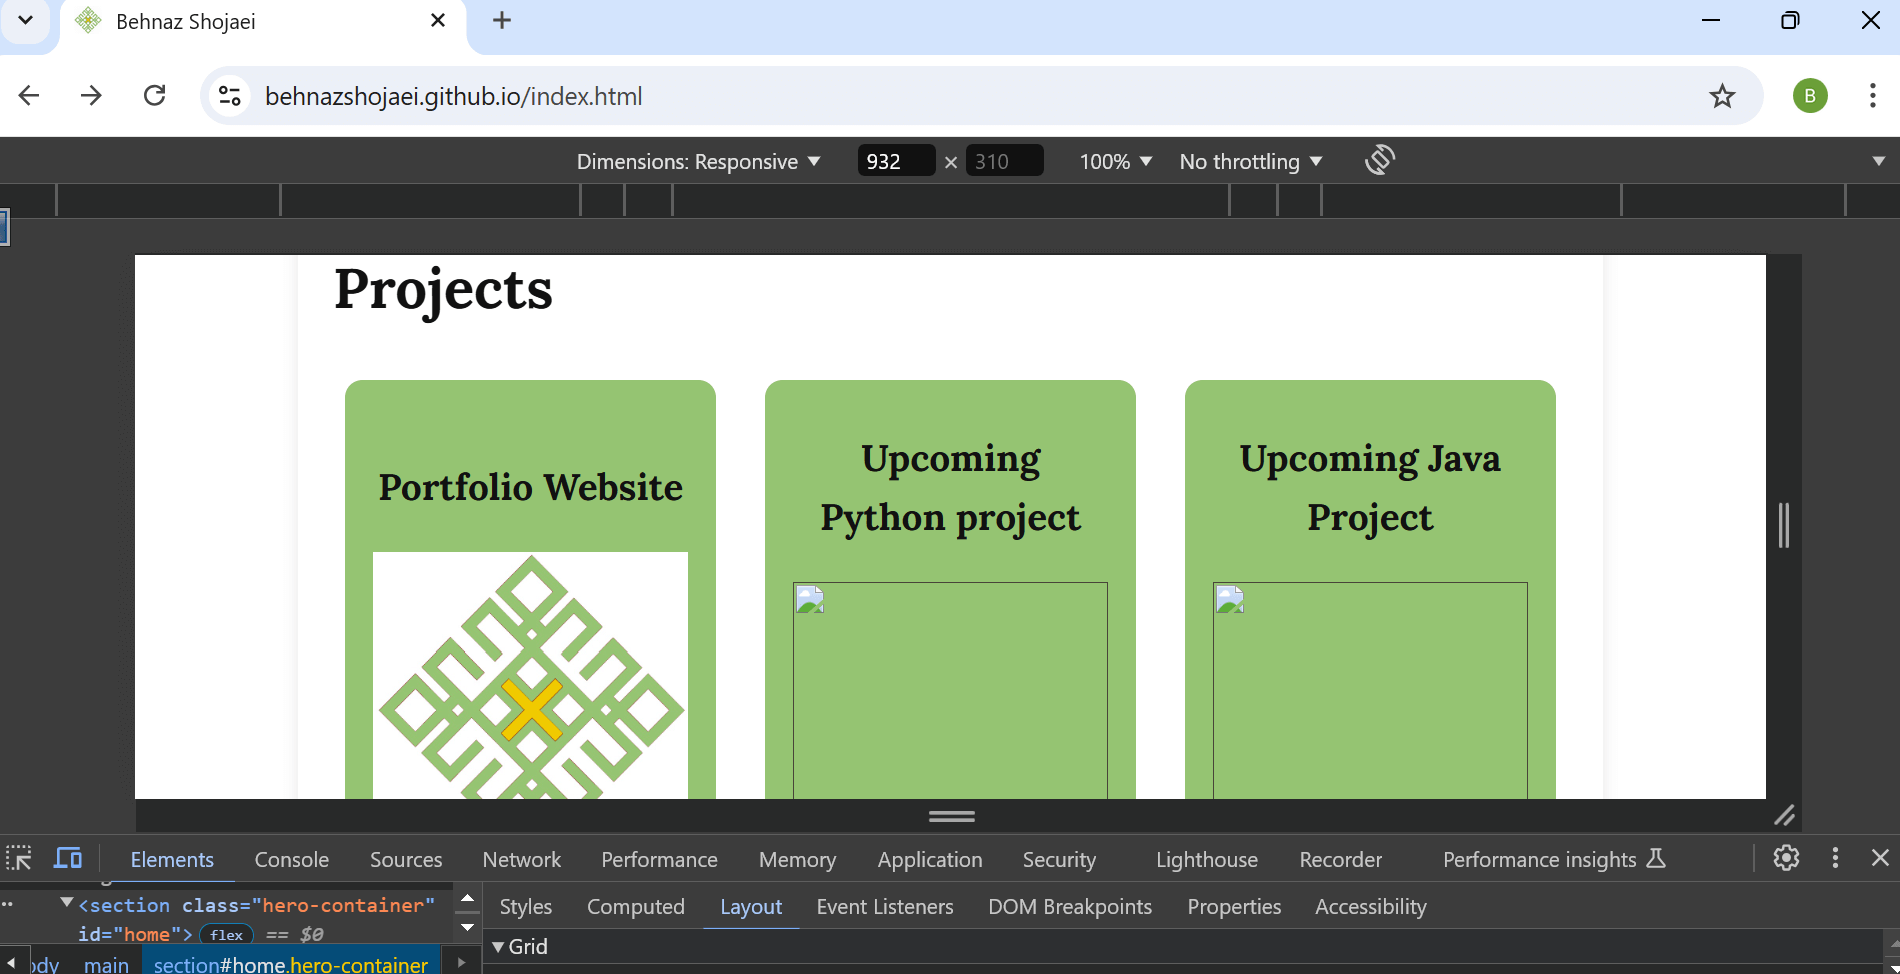 Behnaz Shojaei
behnazshojaei.github.io/index.html
B
Dimensions: Responsive 932 × 310 100% No throttling
Projects
Portfolio Website
Upcoming
Python project
Upcoming Java
Project
Elements Console Sources Network Performance Memory Application Security Lighthouse Recorder Performance insights
<section class="hero-container"
id="home"> flex == $0
ody main section#home.hero-container
Styles Computed Layout Event Listeners DOM Breakpoints Properties Accessibility
Grid